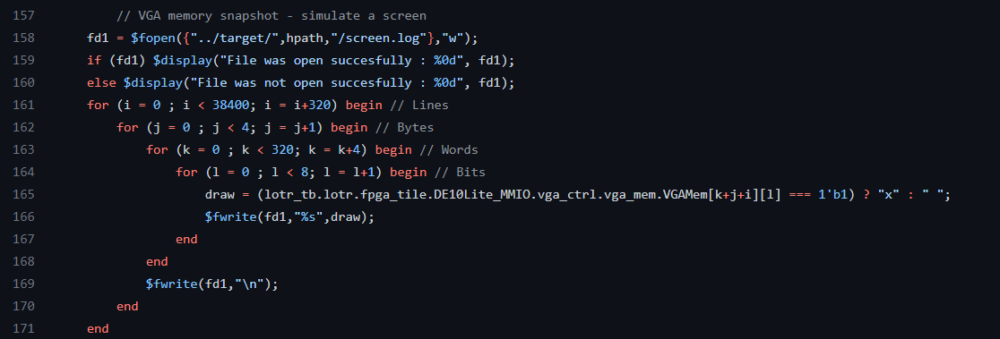 157 // VGA memory snapshot - simulate a screen
158 fd1 = $fopen({"../target/",hpath,"/screen.log"},"w");
159 if (fd1) $display("File was open succesfully : %0d", fd1);
160 else $display("File was not open succesfully : %0d", fd1);
161 for (i = 0 ; i < 38400; i = i+320) begin // Lines
162 for (j = 0 ; j < 4; j = j+1) begin // Bytes
163 for (k = 0 ; k < 320; k = k+4) begin // Words
164 for (l = 0 ; l < 8; l = l+1) begin // Bits
165 draw = (lotr_tb.lotr.fpga_tile.DE10Lite_MMIO.vga_ctrl.vga_mem.VGAMem[k+j+i][l] === 1'b1) ? "x" : " ";
166 $fwrite(fd1,"%s",draw);
167 end
168 end
169 $fwrite(fd1,"\n");
170 end
171 end